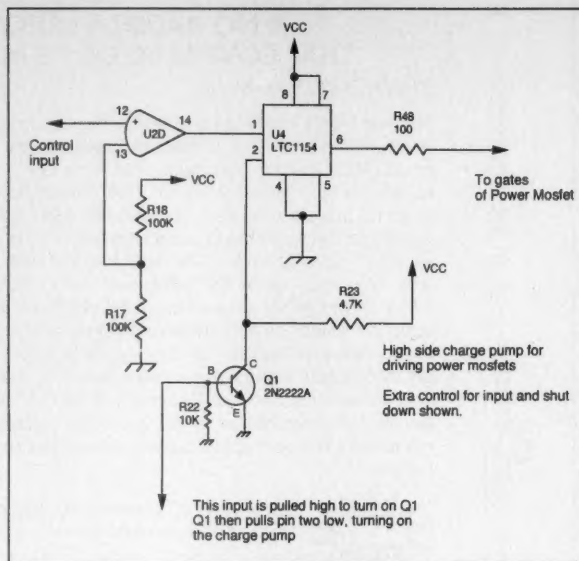 VCC
8 7
12
+
14
U2D
13
Control
input
1
U4
LTC1154
2
6
R48
100
4 5
To gates
of Power Mosfet
VCC
R18
100K
R17
100K
VCC
R23
4.7K
High side charge pump for
driving power mosfets
Extra control for input and shut
down shown.
C
B
Q1
2N2222A
E
R22
10K
This input is pulled high to turn on Q1
Q1 then pulls pin two low, turning on
the charge pump